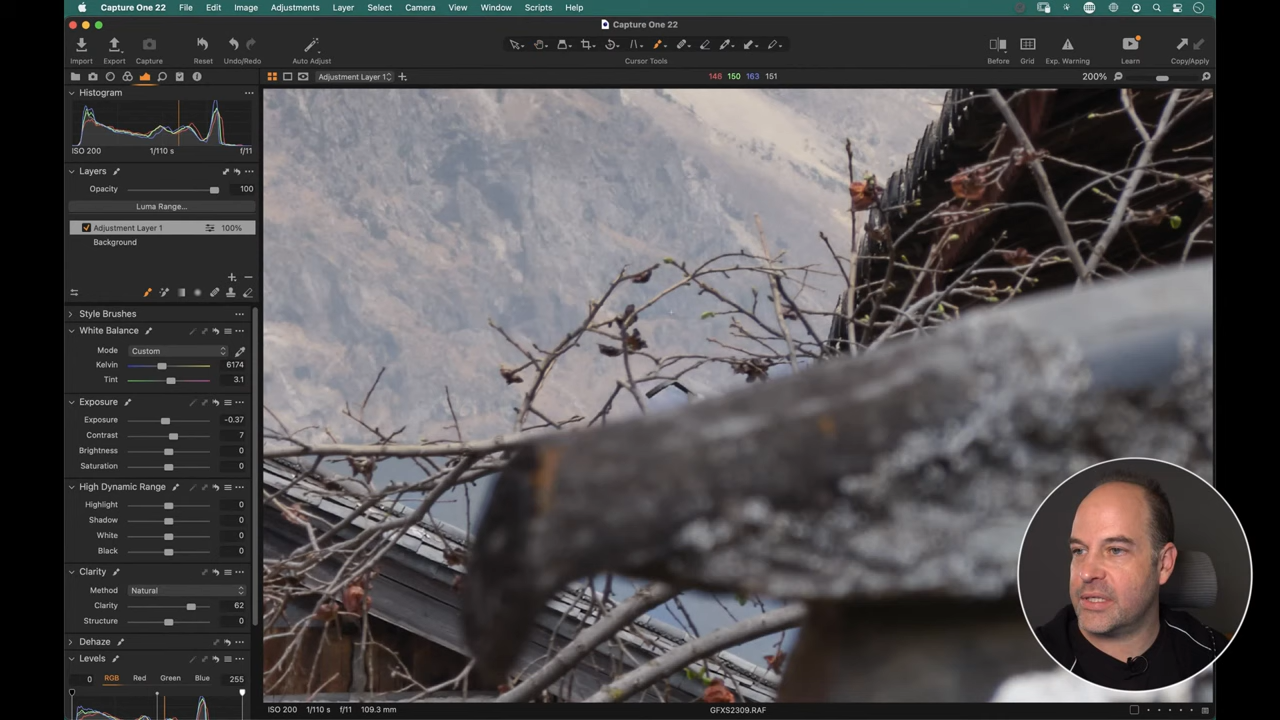 Capture One 22 File Edit Image Adjustments Layer Select Camera View Window Scripts Help
Capture One 22
Import Export Capture Reset Undo/Redo Auto Adjust Cursor Tools Before Grid Exp. Warning Learn Copy/Apply
Adjustment Layer 1 146 150 163 151 200%
Histogram
ISO 200 1/110 s f/11
Layers
Opacity 100
Luma Range...
Adjustment Layer 1 100%
Background
Style Brushes
White Balance
Mode Custom
Kelvin 6174
Tint 3.1
Exposure
Exposure -0.37
Contrast 7
Brightness 0
Saturation 0
High Dynamic Range
Highlight 0
Shadow 0
White 0
Black 0
Clarity
Method Natural
Clarity 62
Structure 0
Dehaze
Levels
0 RGB Red Green Blue 255
ISO 200 1/110 s f/11 109.3 mm GFXS2309.RAF